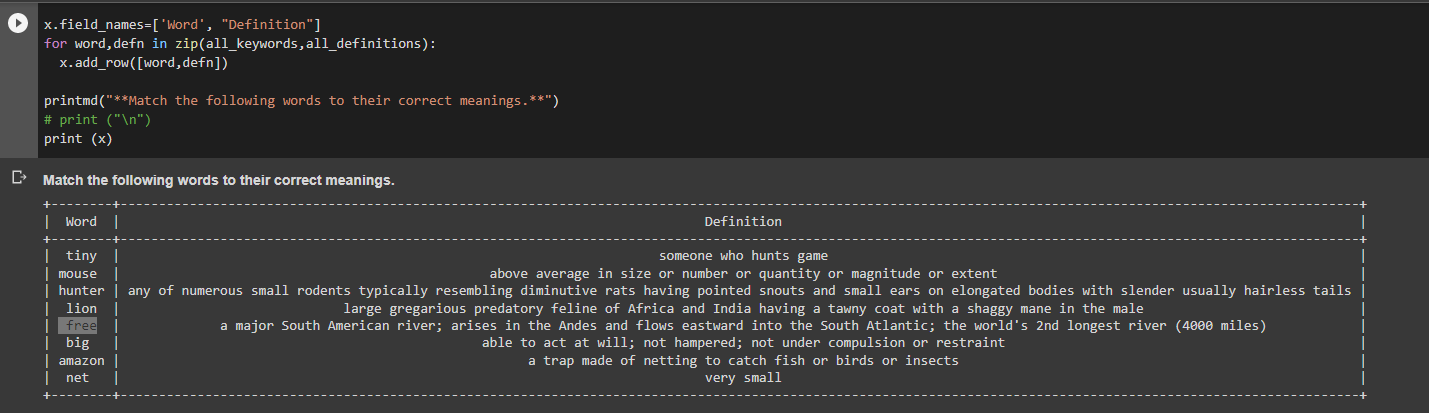 x.field_names=['Word', "Definition"]
for word,defn in zip(all_keywords,all_definitions):
  x.add_row([word,defn])

printmd("**Match the following words to their correct meanings.**")
# print ("\n")
print (x)
Match the following words to their correct meanings.
| Word | Definition |
| tiny | someone who hunts game |
| mouse | above average in size or number or quantity or magnitude or extent |
| hunter | any of numerous small rodents typically resembling diminutive rats having pointed snouts and small ears on elongated bodies with slender usually hairless tails |
| lion | large gregarious predatory feline of Africa and India having a tawny coat with a shaggy mane in the male |
| free | a major South American river; arises in the Andes and flows eastward into the South Atlantic; the world's 2nd longest river (4000 miles) |
| big | able to act at will; not hampered; not under compulsion or restraint |
| amazon | a trap made of netting to catch fish or birds or insects |
| net | very small |